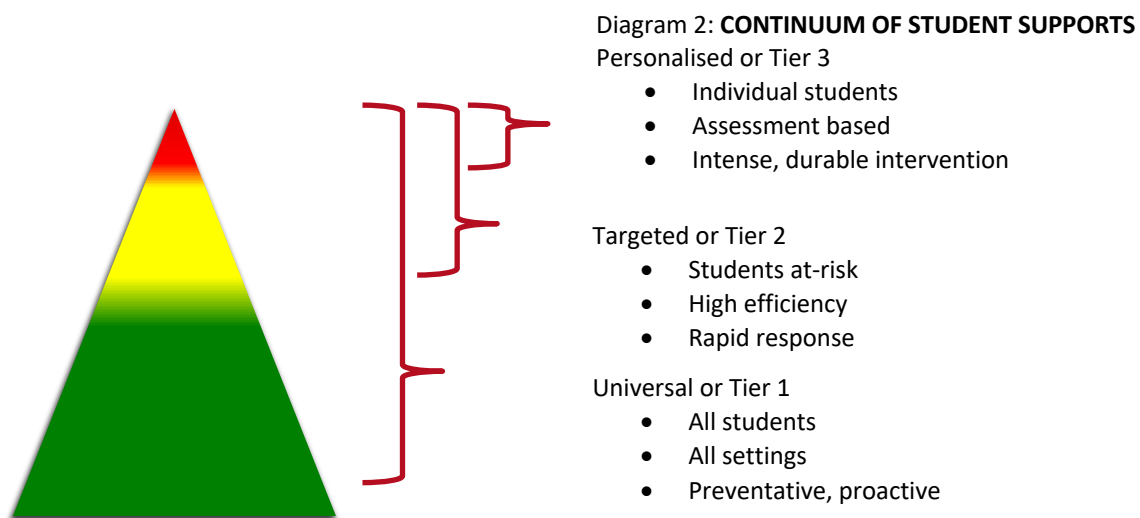 Diagram 2: CONTINUUM OF STUDENT SUPPORTS
Personalised or Tier 3
• Individual students
• Assessment based
• Intense, durable intervention
Targeted or Tier 2
• Students at-risk
• High efficiency
• Rapid response
Universal or Tier 1
• All students
• All settings
• Preventative, proactive